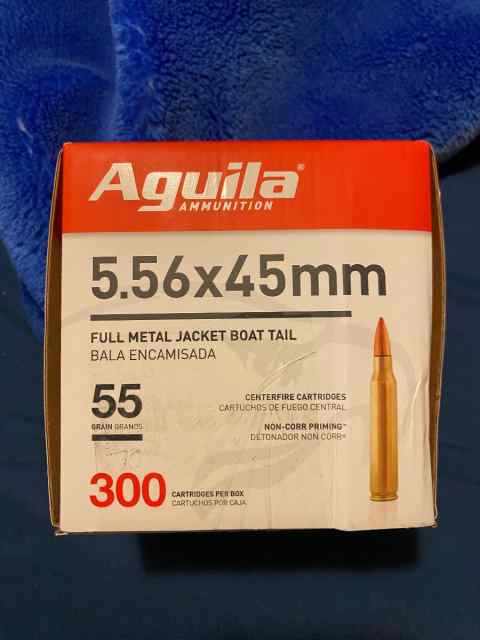 Aguila®
AMMUNITION
5.56x45mm
FULL METAL JACKET BOAT TAIL
BALA ENCAMISADA
55
GRAIN GRANOS
CENTERFIRE CARTRIDGES
CARTUCHOS DE FUEGO CENTRAL
NON-CORR PRIMING™
DETONADOR NON CORR®
300
CARTRIDGES PER BOX
CARTUCHOS POR CAJA